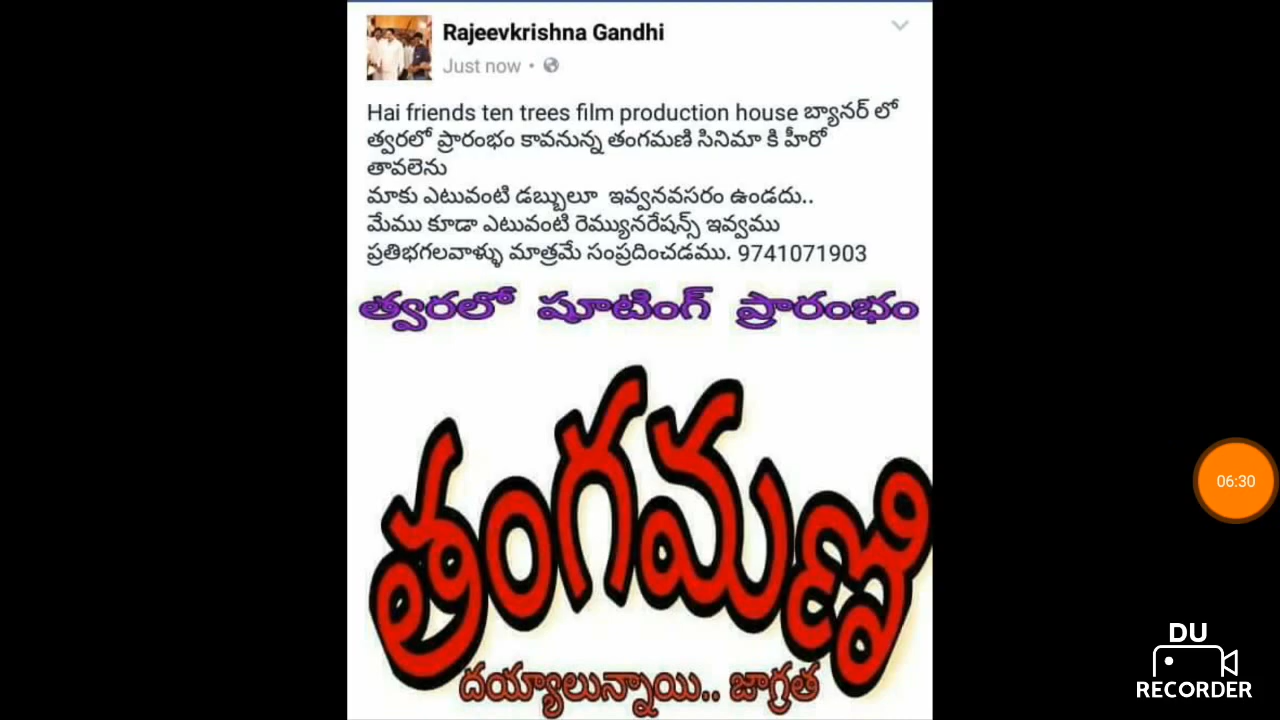 Rajeevkrishna Gandhi
Just now •
Hai friends ten trees film production house బ్యానర్ లో
త్వరలో ప్రారంభం కావనున్న తంగమణి సినిమా కి హీరో
తావలెను
మాకు ఎటువంటి డబ్బులూ ఇవ్వనవసరం ఉండదు..
మేము కూడా ఎటువంటి రెమ్యునరేషన్స్ ఇవ్వము
ప్రతిభగలవాళ్ళు మాత్రమే సంప్రదించడము. 9741071903
త్వరలో షూటింగ్ ప్రారంభం
తంగమణి
దయ్యాలున్నాయి.. జాగ్రత
06:30
DU
RECORDER